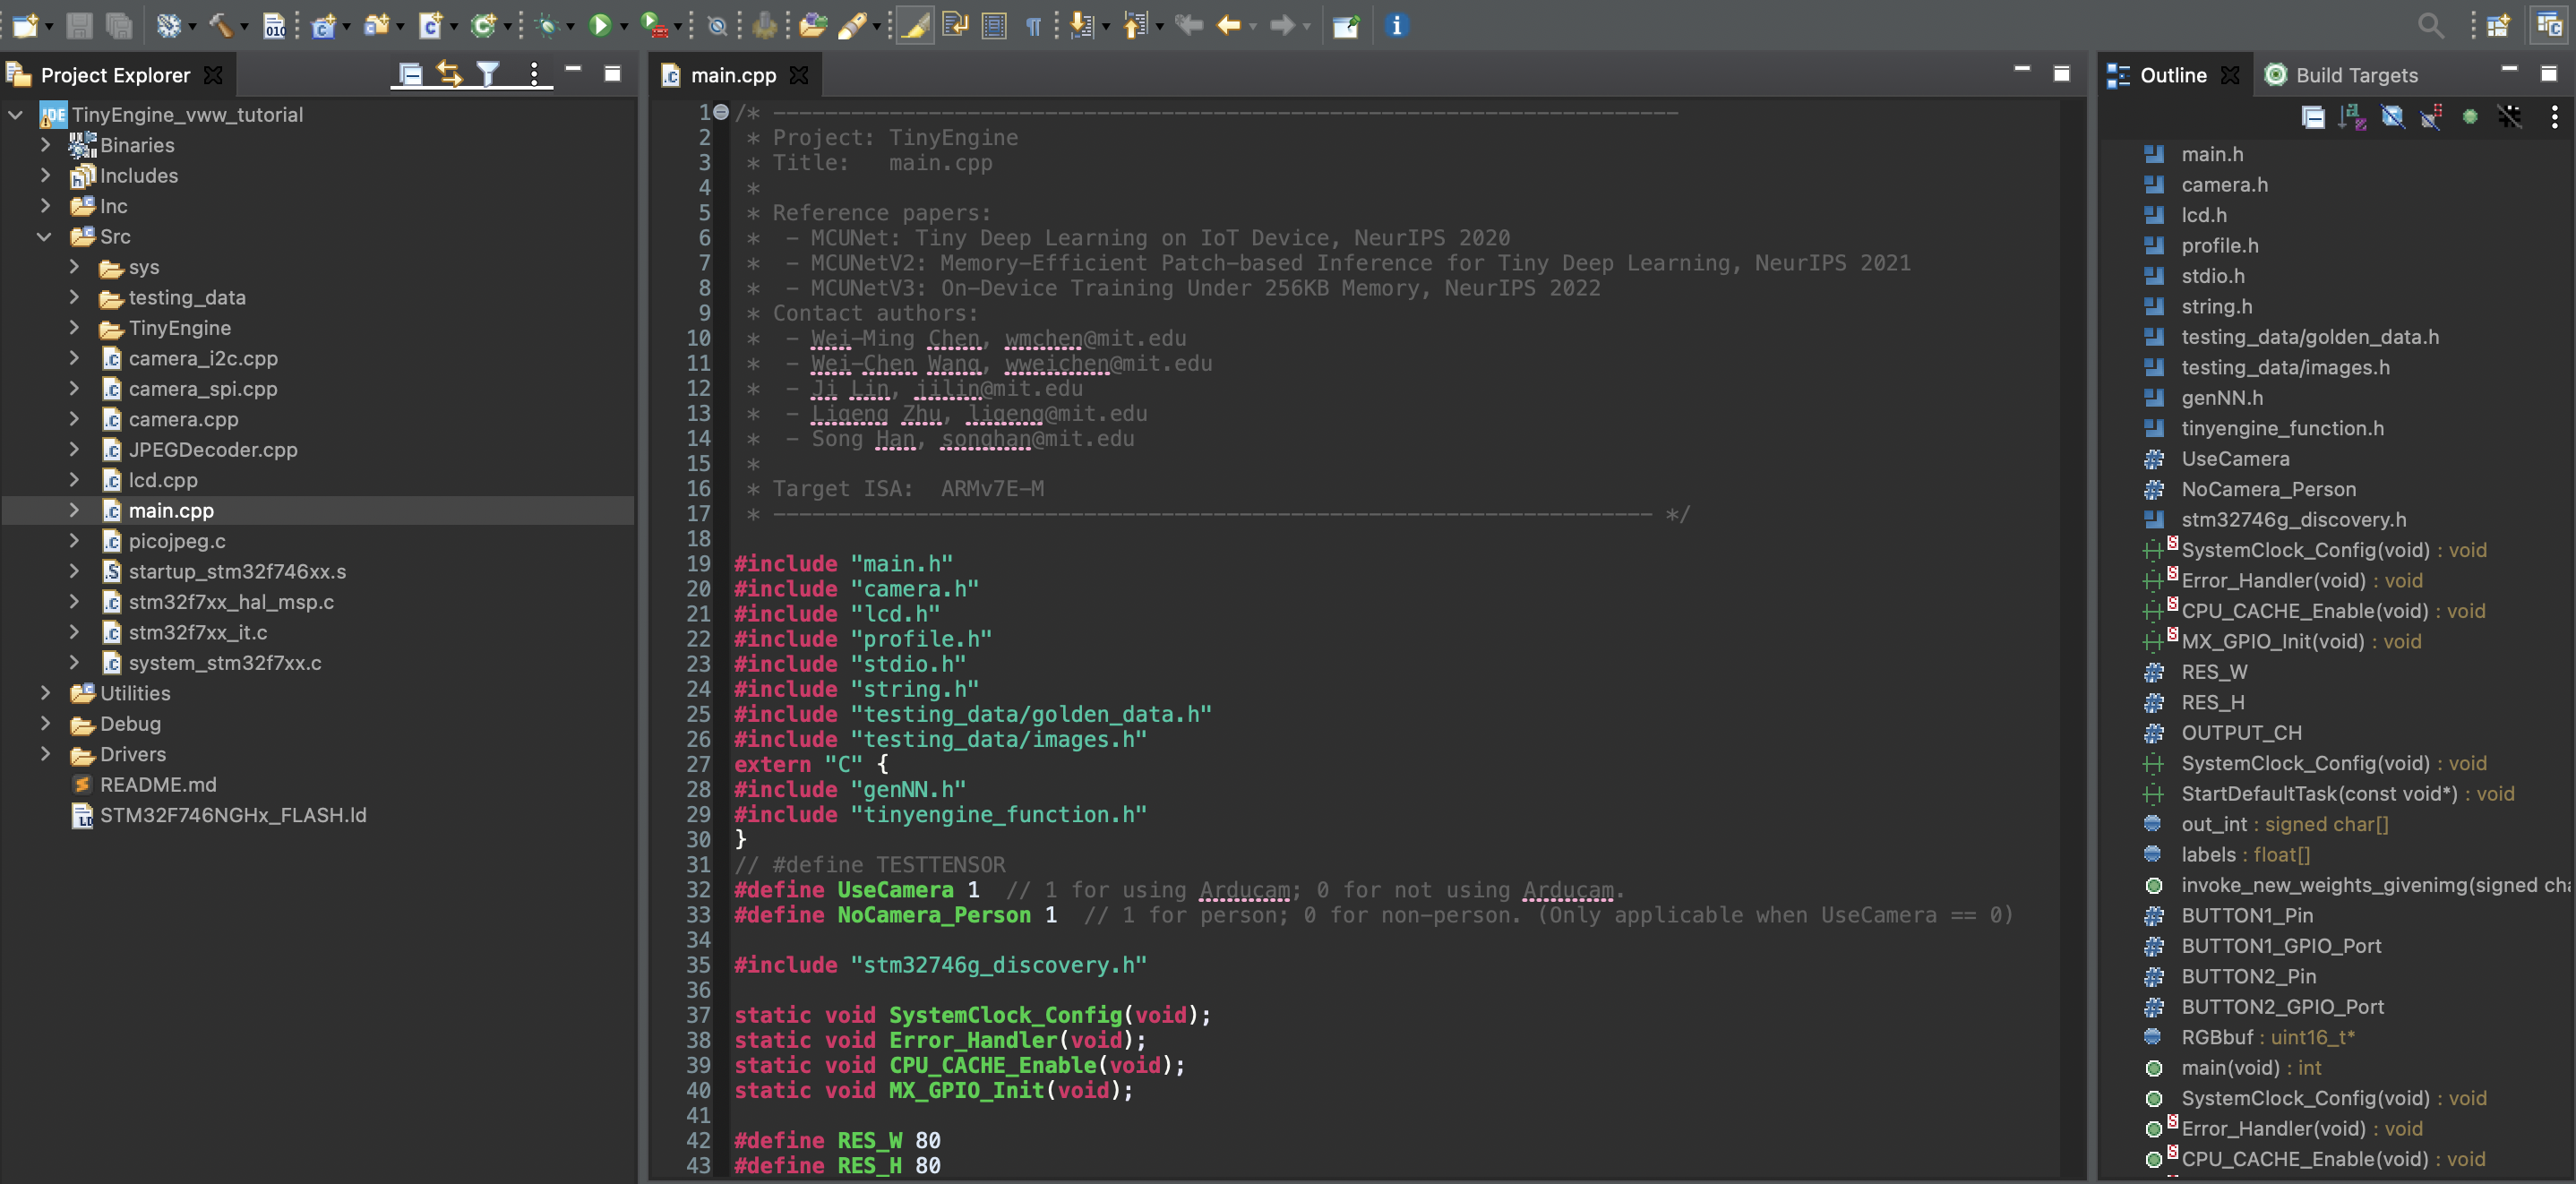 Project Explorer
TinyEngine_vww_tutorial
Binaries
Includes
Inc
Src
sys
testing_data
TinyEngine
camera_i2c.cpp
camera_spi.cpp
camera.cpp
JPEGDecoder.cpp
lcd.cpp
main.cpp
picojpeg.c
startup_stm32f746xx.s
stm32f7xx_hal_msp.c
stm32f7xx_it.c
system_stm32f7xx.c
Utilities
Debug
Drivers
README.md
STM32F746NGHx_FLASH.ld
main.cpp
1 /* ----------------------------------------------------------------------
2  * Project: TinyEngine
3  * Title:   main.cpp
4  *
5  * Reference papers:
6  *  - MCUNet: Tiny Deep Learning on IoT Device, NeurIPS 2020
7  *  - MCUNetV2: Memory-Efficient Patch-based Inference for Tiny Deep Learning, NeurIPS 2021
8  *  - MCUNetV3: On-Device Training Under 256KB Memory, NeurIPS 2022
9  * Contact authors:
10  *  - Wei-Ming Chen, wmchen@mit.edu
11  *  - Wei-Chen Wang, wweichen@mit.edu
12  *  - Ji Lin, jilin@mit.edu
13  *  - Ligeng Zhu, ligeng@mit.edu
14  *  - Song Han, songhan@mit.edu
15  *
16  * Target ISA:  ARMv7E-M
17  * -------------------------------------------------------------------- */
18
19 #include "main.h"
20 #include "camera.h"
21 #include "lcd.h"
22 #include "profile.h"
23 #include "stdio.h"
24 #include "string.h"
25 #include "testing_data/golden_data.h"
26 #include "testing_data/images.h"
27 extern "C" {
28 #include "genNN.h"
29 #include "tinyengine_function.h"
30 }
31 // #define TESTTENSOR
32 #define UseCamera 1  // 1 for using Arducam; 0 for not using Arducam.
33 #define NoCamera_Person 1  // 1 for person; 0 for non-person. (Only applicable when UseCamera == 0)
34
35 #include "stm32746g_discovery.h"
36
37 static void SystemClock_Config(void);
38 static void Error_Handler(void);
39 static void CPU_CACHE_Enable(void);
40 static void MX_GPIO_Init(void);
41
42 #define RES_W 80
43 #define RES_H 80
Outline
Build Targets
main.h
camera.h
lcd.h
profile.h
stdio.h
string.h
testing_data/golden_data.h
testing_data/images.h
genNN.h
tinyengine_function.h
UseCamera
NoCamera_Person
stm32746g_discovery.h
SystemClock_Config(void) : void
Error_Handler(void) : void
CPU_CACHE_Enable(void) : void
MX_GPIO_Init(void) : void
RES_W
RES_H
OUTPUT_CH
SystemClock_Config(void) : void
StartDefaultTask(const void*) : void
out_int : signed char[]
labels : float[]
invoke_new_weights_givenimg(signed cha
BUTTON1_Pin
BUTTON1_GPIO_Port
BUTTON2_Pin
BUTTON2_GPIO_Port
RGBbuf : uint16_t*
main(void) : int
SystemClock_Config(void) : void
Error_Handler(void) : void
CPU_CACHE_Enable(void) : void